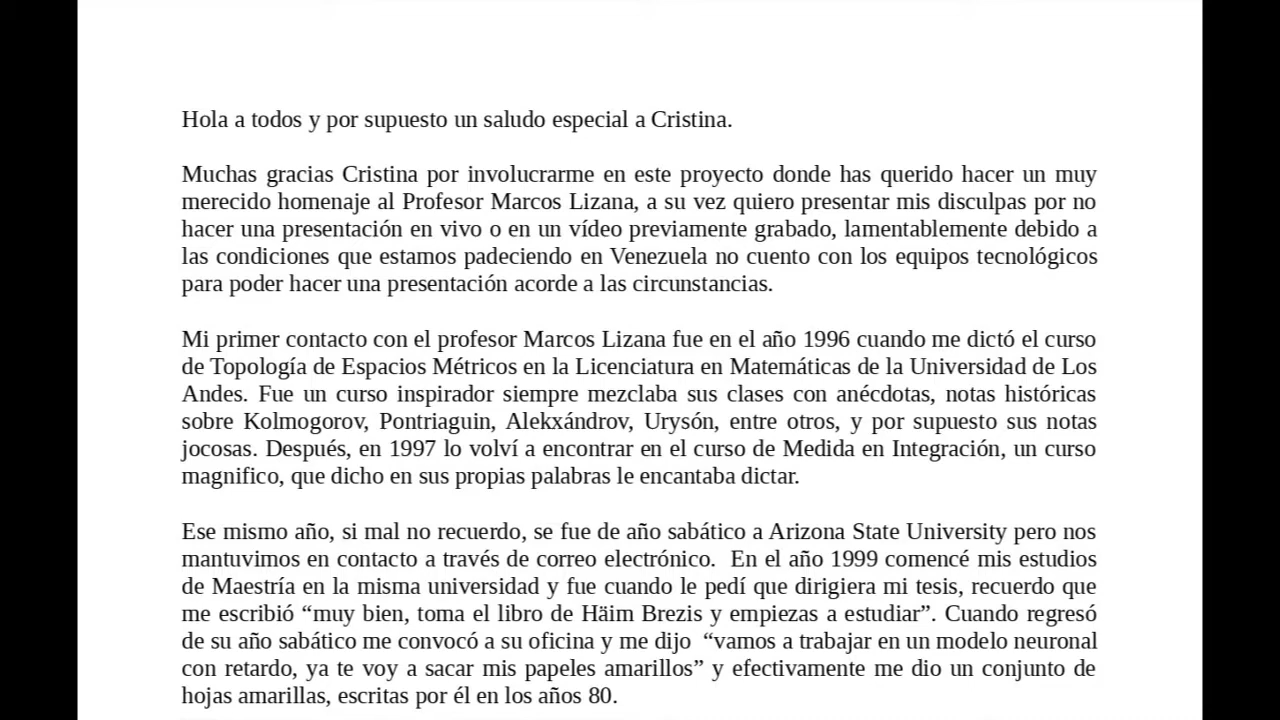 Hola a todos y por supuesto un saludo especial a Cristina.
Muchas gracias Cristina por involucrarme en este proyecto donde has querido hacer un muy
merecido homenaje al Profesor Marcos Lizana, a su vez quiero presentar mis disculpas por no
hacer una presentación en vivo o en un vídeo previamente grabado, lamentablemente debido a
las condiciones que estamos padeciendo en Venezuela no cuento con los equipos tecnológicos
para poder hacer una presentación acorde a las circunstancias.
Mi primer contacto con el profesor Marcos Lizana fue en el año 1996 cuando me dictó el curso
de Topología de Espacios Métricos en la Licenciatura en Matemáticas de la Universidad de Los
Andes. Fue un curso inspirador siempre mezclaba sus clases con anécdotas, notas históricas
sobre Kolmogorov, Pontriaguin, Alekxándrov, Urysón, entre otros, y por supuesto sus notas
jocosas. Después, en 1997 lo volví a encontrar en el curso de Medida en Integración, un curso
magnifico, que dicho en sus propias palabras le encantaba dictar.
Ese mismo año, si mal no recuerdo, se fue de año sabático a Arizona State University pero nos
mantuvimos en contacto a través de correo electrónico.  En el año 1999 comencé mis estudios
de Maestría en la misma universidad y fue cuando le pedí que dirigiera mi tesis, recuerdo que
me escribió “muy bien, toma el libro de Häim Brezis y empiezas a estudiar”. Cuando regresó
de su año sabático me convocó a su oficina y me dijo  “vamos a trabajar en un modelo neuronal
con retardo, ya te voy a sacar mis papeles amarillos” y efectivamente me dio un conjunto de
hojas amarillas, escritas por él en los años 80.